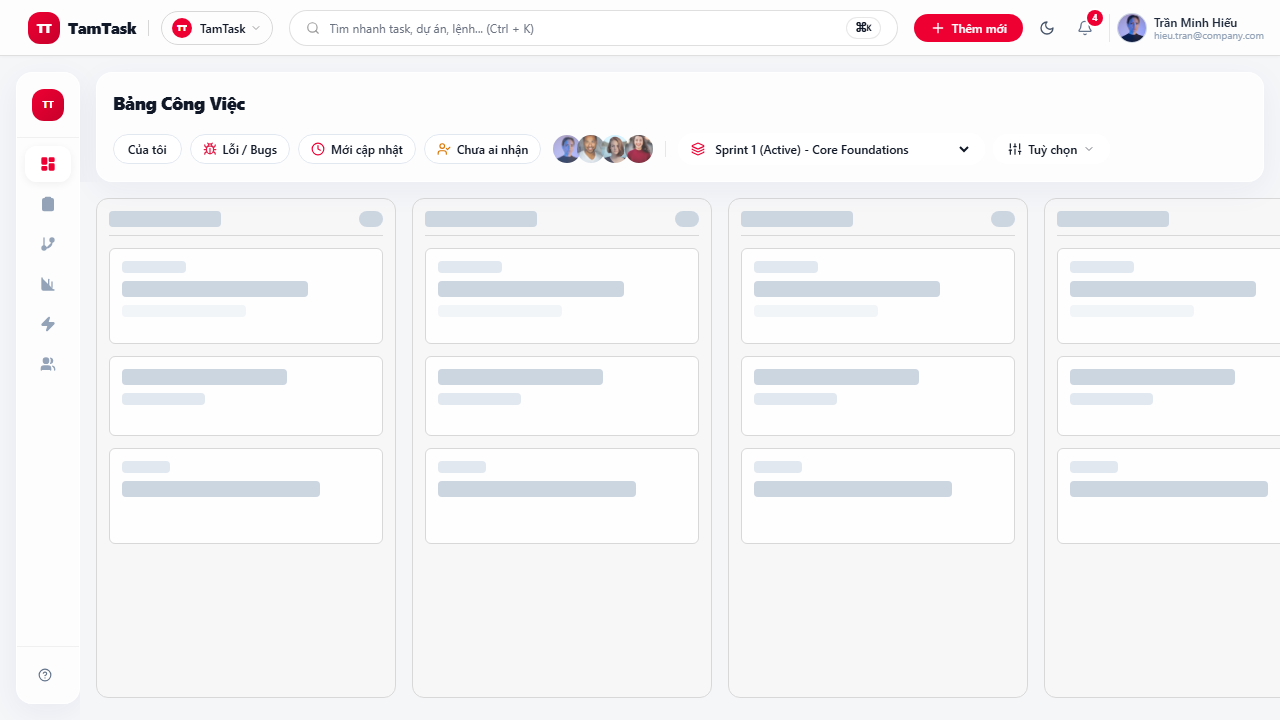 TT
TamTask
TT
TamTask
Tìm nhanh task, dự án, lệnh... (Ctrl + K)
⌘K
Thêm mới
4
Trần Minh Hiếu
hieu.tran@company.com
TT
Bảng Công Việc
Của tôi
Lỗi / Bugs
Mới cập nhật
Chưa ai nhận
Sprint 1 (Active) - Core Foundations
Tuỳ chọn